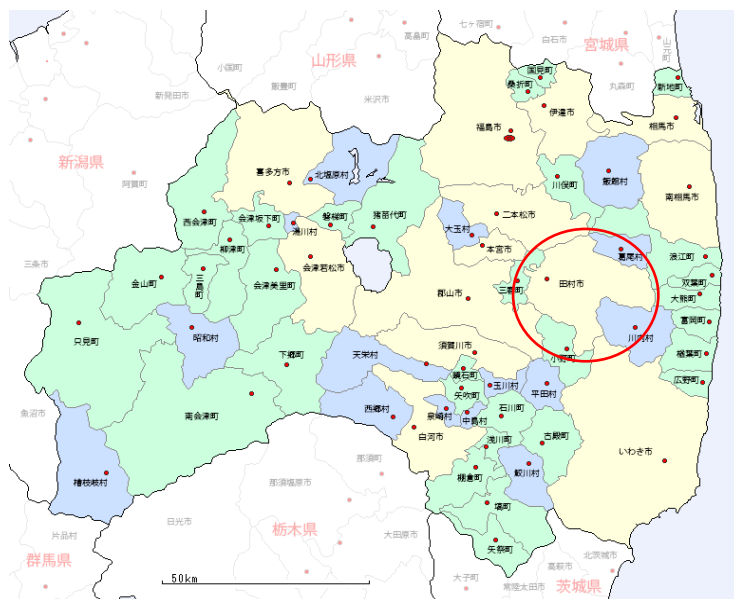 七ヶ宿町
白石市
宮城県
山元町
高畠町
山形県
小国町
国見町
丸森町
飯豊町
桑折町
新地町
新発田市
米沢市
伊達市
福島市
相馬市
新潟県
阿賀町
喜多方市
北塩原村
川俣町
飯館村
南相馬市
西会津町
会津坂下町
磐梯町
猪苗代町
二本松市
湯川村
大玉村
柳津町
本宮市
葛尾村
浪江町
三条市
金山町
三島町
会津美里町
会津若松市
三春町
田村市
双葉町
大熊町
郡山市
富岡町
只見町
昭和村
川内村
須賀川市
天栄村
小野町
楢葉町
下郷町
鏡石町
広野町
玉川村
平田村
矢吹町
魚沼市
南会津町
西郷村
泉崎村
中島村
石川町
白河市
古殿町
浅川町
いわき市
那須町
棚倉町
鮫川村
檜枝岐村
那須塩原市
塙町
日光市
栃木県
片品村
大田原市
矢祭町
群馬県
北茨城市
高萩市
50km
大子町
常陸太田市
茨城県